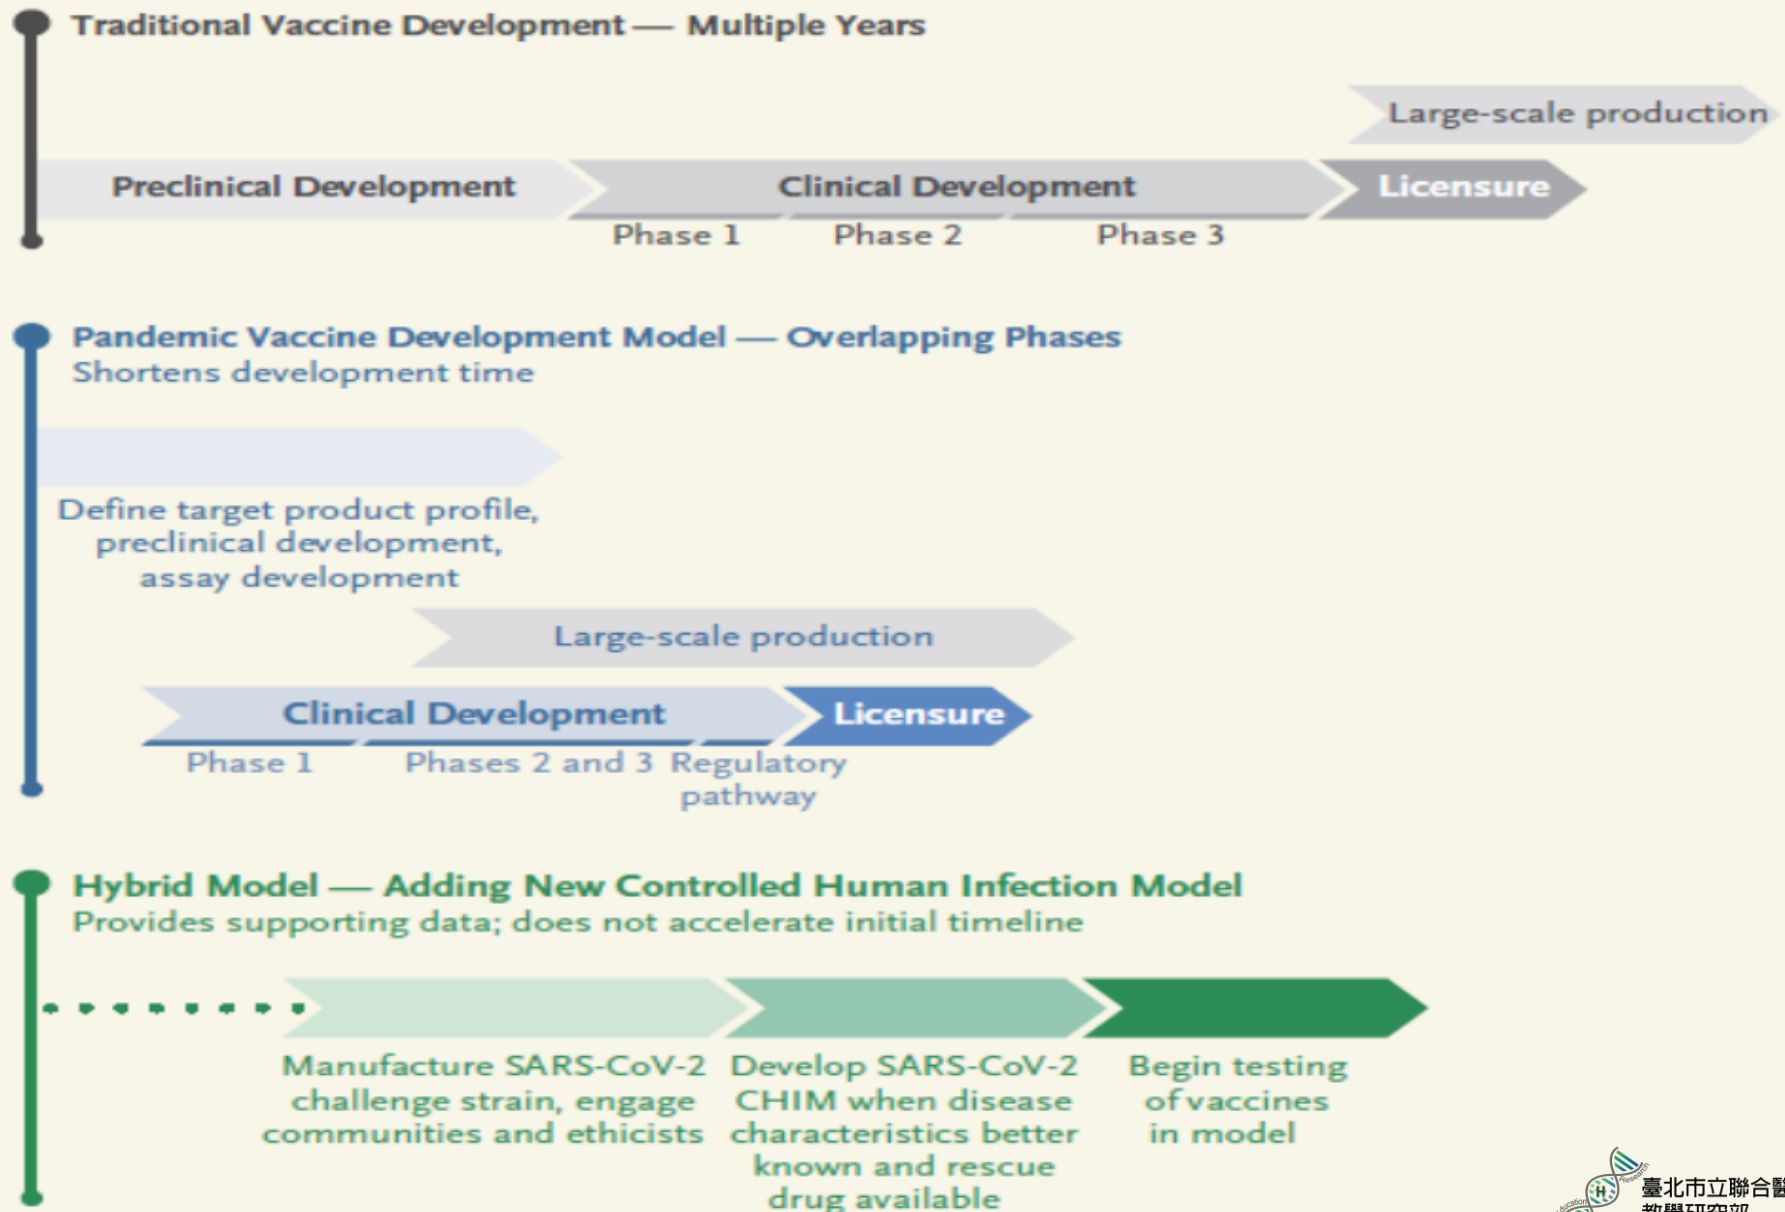 Traditional Vaccine Development — Multiple Years
Large-scale production
Preclinical Development
Clinical Development
Licensure
Phase 1
Phase 2
Phase 3
Pandemic Vaccine Development Model — Overlapping Phases
Shortens development time
Define target product profile,
preclinical development,
assay development
Large-scale production
Clinical Development
Licensure
Phase 1
Phases 2 and 3
Regulatory
pathway
Hybrid Model — Adding New Controlled Human Infection Model
Provides supporting data; does not accelerate initial timeline
Manufacture SARS-CoV-2
challenge strain, engage
communities and ethicists
Develop SARS-CoV-2
CHIM when disease
characteristics better
known and rescue
drug available
Begin testing
of vaccines
in model
Research
H
臺北市立聯合醫